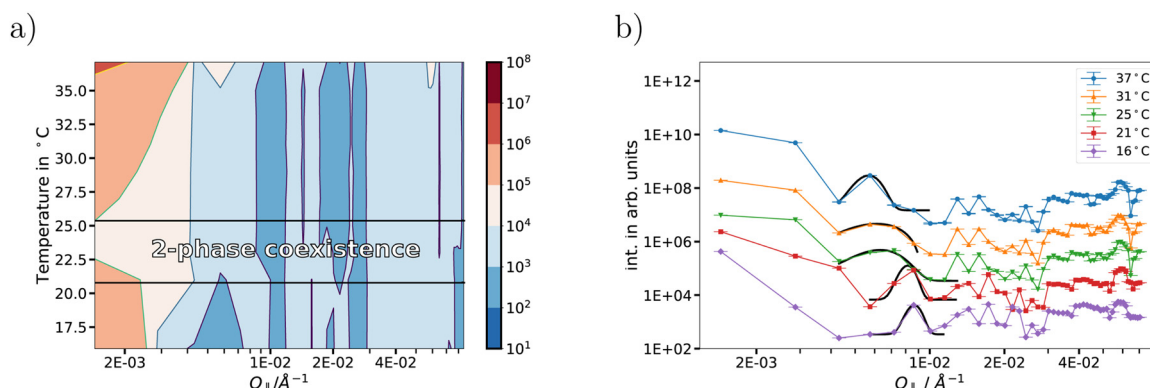 a)
b)
Temperature in °C
35.0
32.5
30.0
27.5
25.0
22.5
20.0
17.5
2-phase coexistence
2E-03
1E-02
2E-02
4E-02
Q∥/Å⁻¹
10⁸
10⁷
10⁶
10⁵
10⁴
10³
10²
10¹
int. in arb. units
1E+12
1E+10
1E+08
1E+06
1E+04
1E+02
37°C
31°C
25°C
21°C
16°C
2E-03
1E-02
2E-02
4E-02
Q∥/Å⁻¹